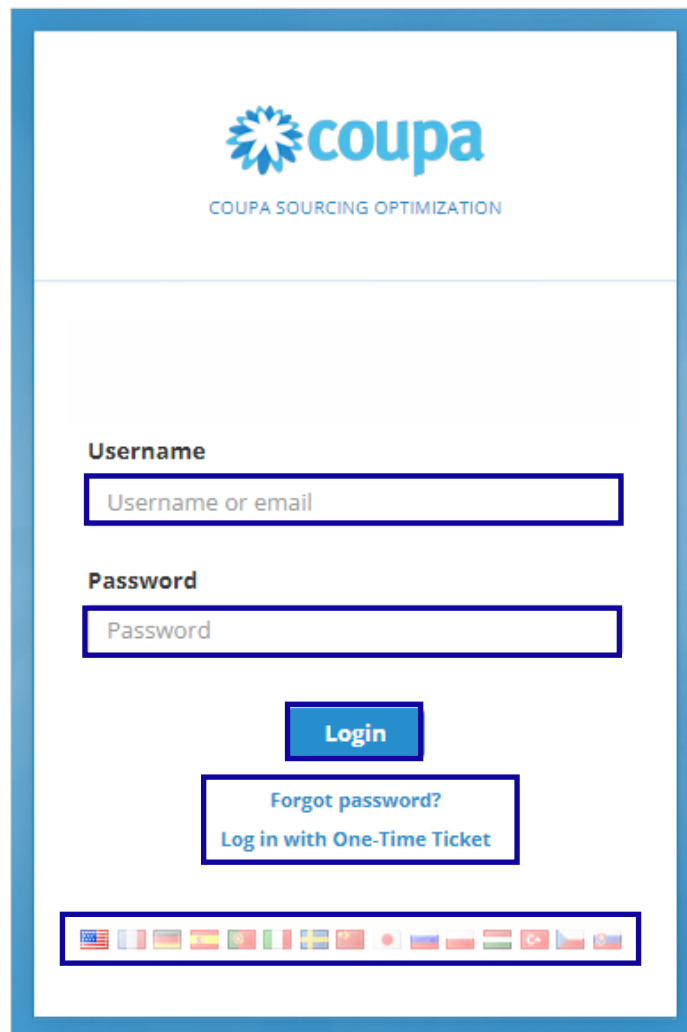 coupa
COUPA SOURCING OPTIMIZATION
Username
Username or email
Password
Password
Login
Forgot password?
Log in with One-Time Ticket